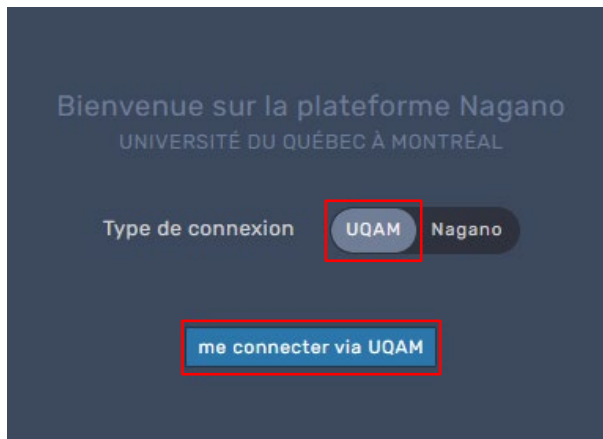 Bienvenue sur la plateforme Nagano
UNIVERSITÉ DU QUÉBEC À MONTRÉAL
Type de connexion UQAM Nagano
me connecter via UQAM